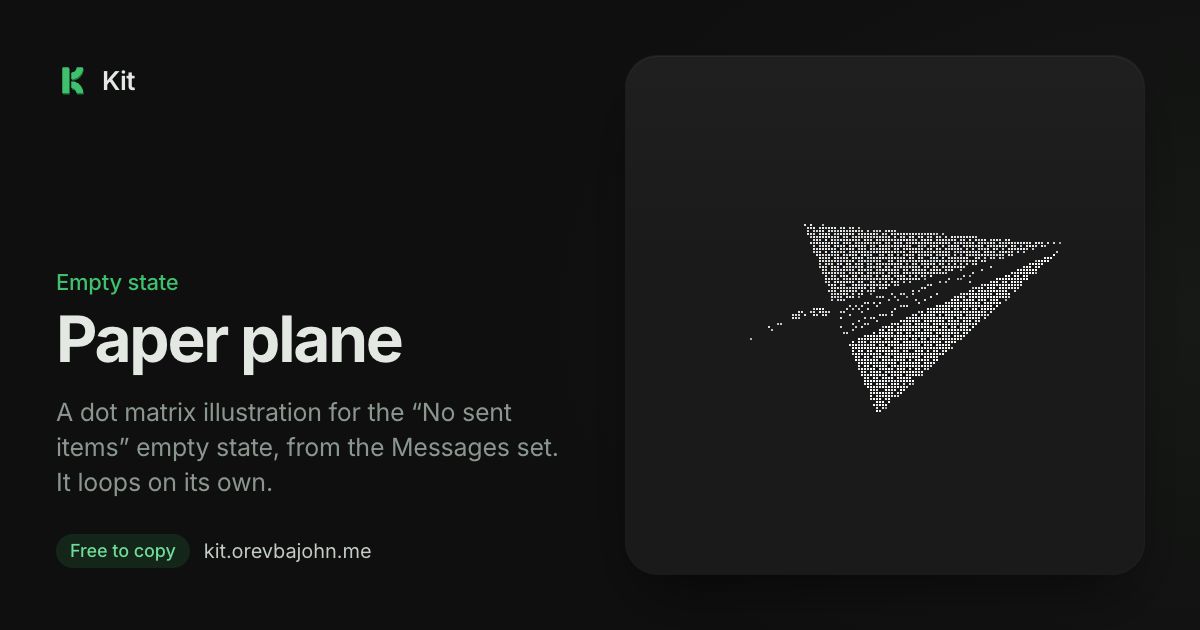 Kit
Empty state
Paper plane
A dot matrix illustration for the “No sent
items” empty state, from the Messages set.
It loops on its own.
Free to copy
kit.orevbajohn.me